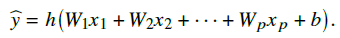 ŷ = h(W₁x₁ + W₂x₂ + ⋯ + Wₚxₚ + b).